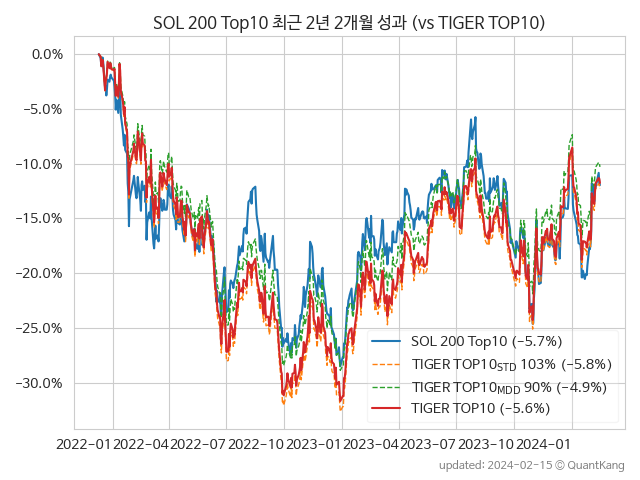 SOL 200 Top10 최근 2년 2개월 성과 (vs TIGER TOP10)
0.0%
−5.0%
−10.0%
−15.0%
−20.0%
−25.0%
−30.0%
SOL 200 Top10 (−5.7%)
TIGER TOP10STD 103% (−5.8%)
TIGER TOP10MDD 90% (−4.9%)
TIGER TOP10 (−5.6%)
2022−01 2022−04 2022−07 2022−10 2023−01 2023−04 2023−07 2023−10 2024−01
updated: 2024-02-15 © QuantKang